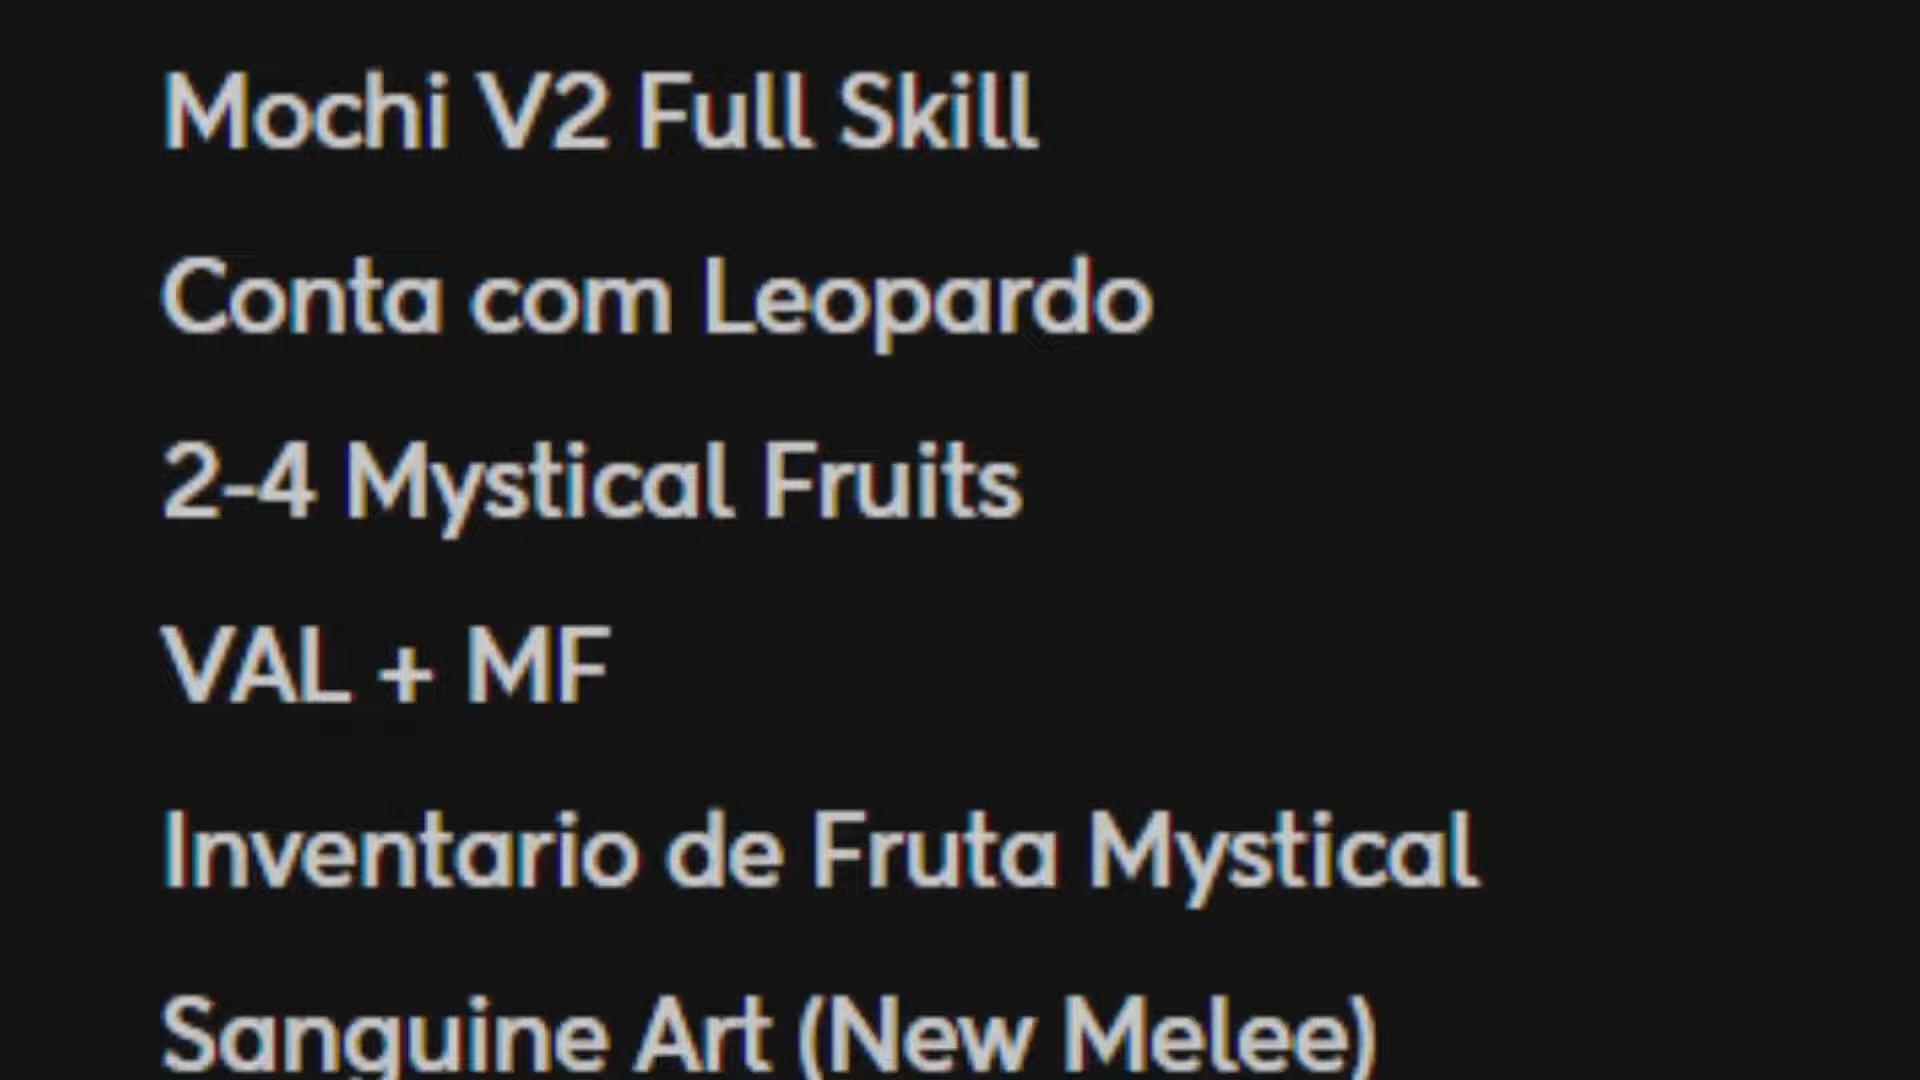 Mochi V2 Full Skill
Conta com Leopardo
2-4 Mystical Fruits
VAL + MF
Inventario de Fruta Mystical
Sanguine Art (New Melee)